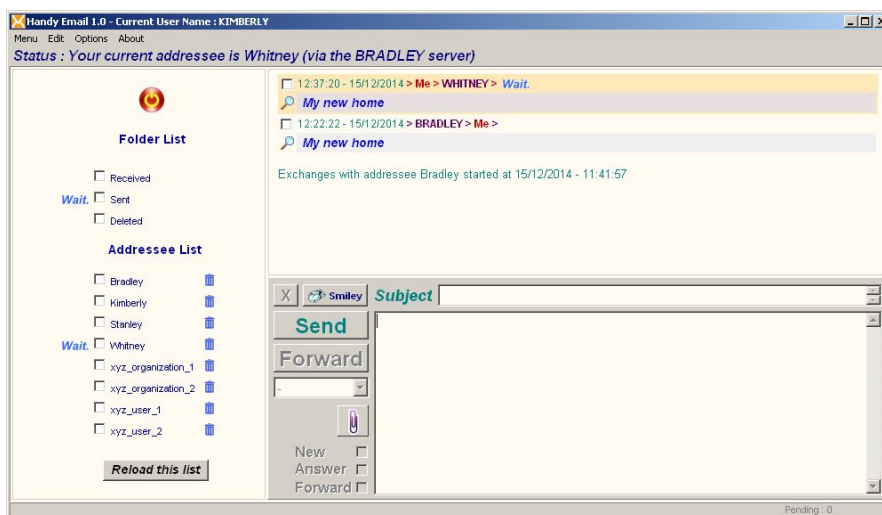 Handy Email 1.0 - Current User Name : KIMBERLY
Menu Edit Options About
Status : Your current addressee is Whitney (via the BRADLEY server)
Folder List
Received
Wait. Sent
Deleted
Addressee List
Bradley
Kimberly
Stanley
Wait. Whitney
xyz_organization_1
xyz_organization_2
xyz_user_1
xyz_user_2
Reload this list
12:37:20 - 15/12/2014 > Me > WHITNEY > Wait.
My new home
12:22:22 - 15/12/2014 > BRADLEY > Me >
My new home
Exchanges with addressee Bradley started at 15/12/2014 - 11:41:57
X Smiley Subject
Send
Forward
-
New
Answer
Forward
Pending : 0